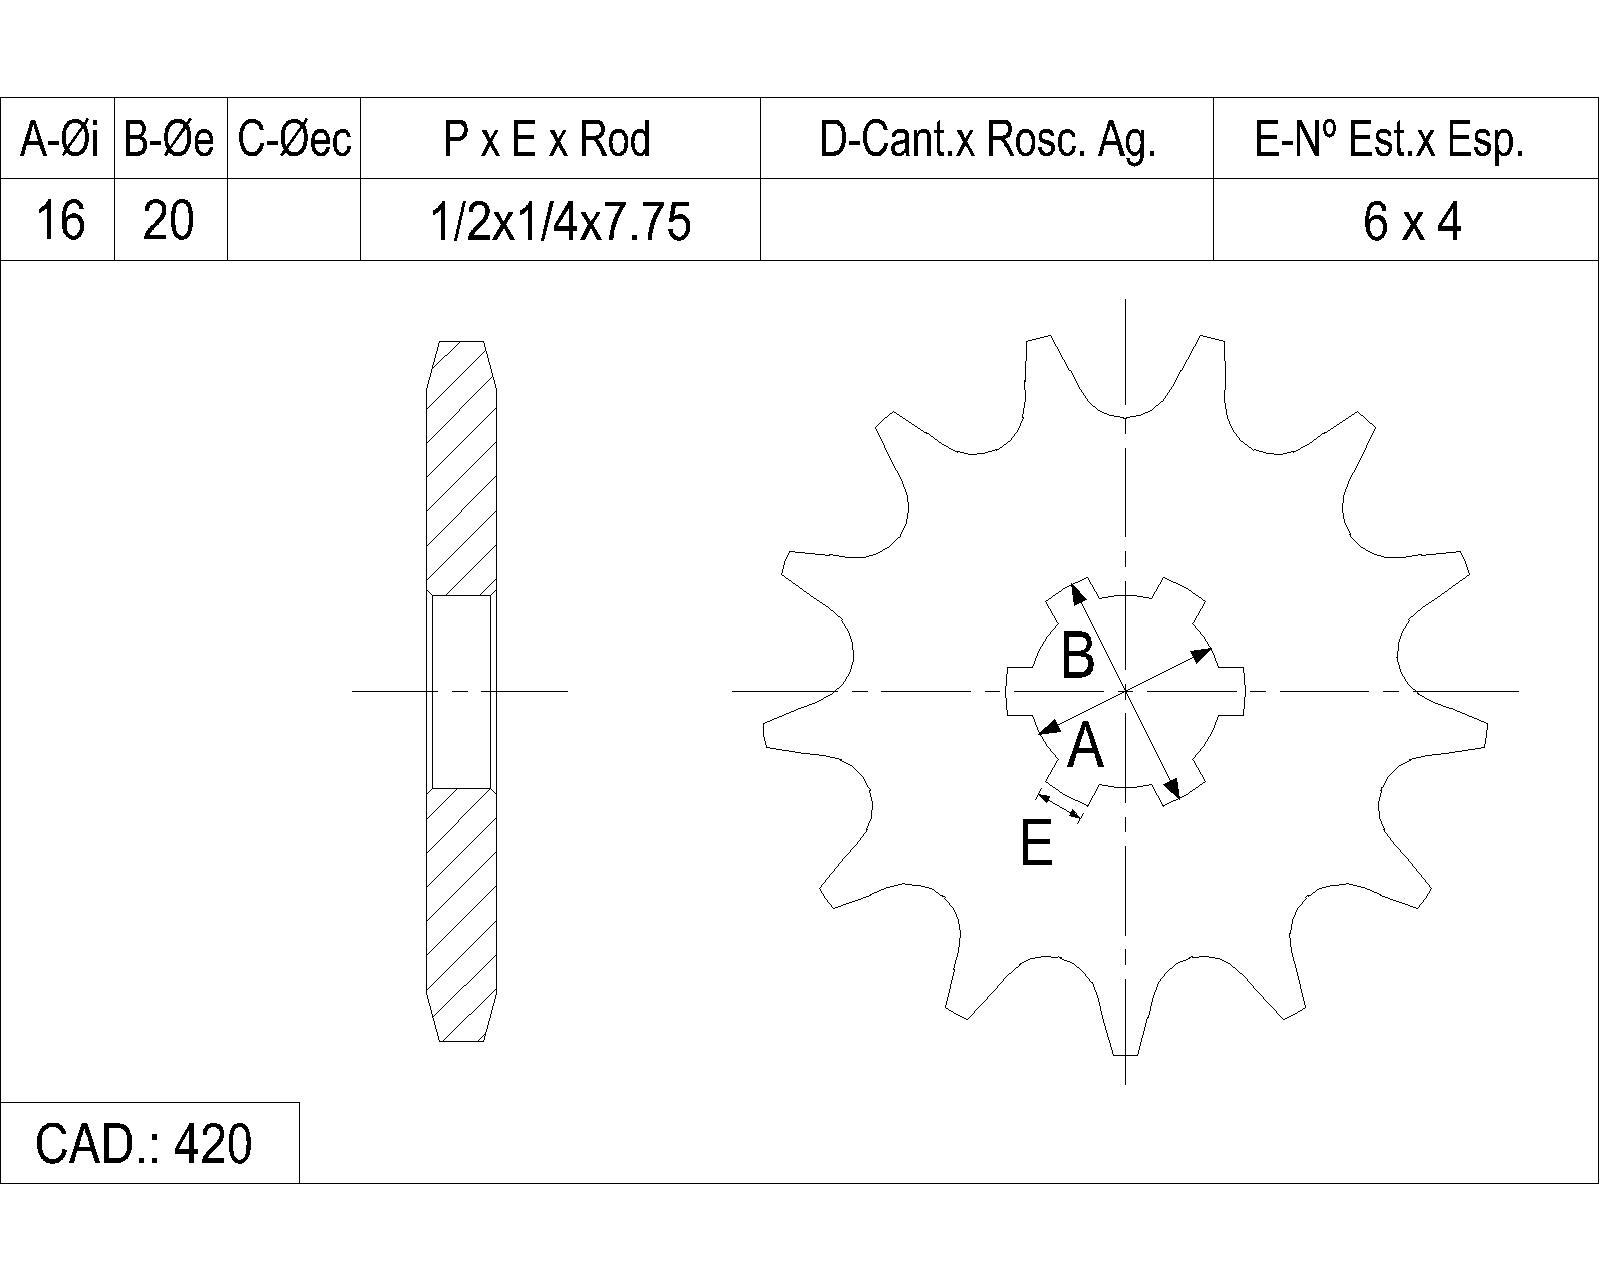 A-Øi B-Øe C-Øec P x E x Rod D-Cant.x Rosc. Ag. E-Nº Est.x Esp.
16 20 1/2x1/4x7.75 6 x 4
B
A
E
CAD.: 420